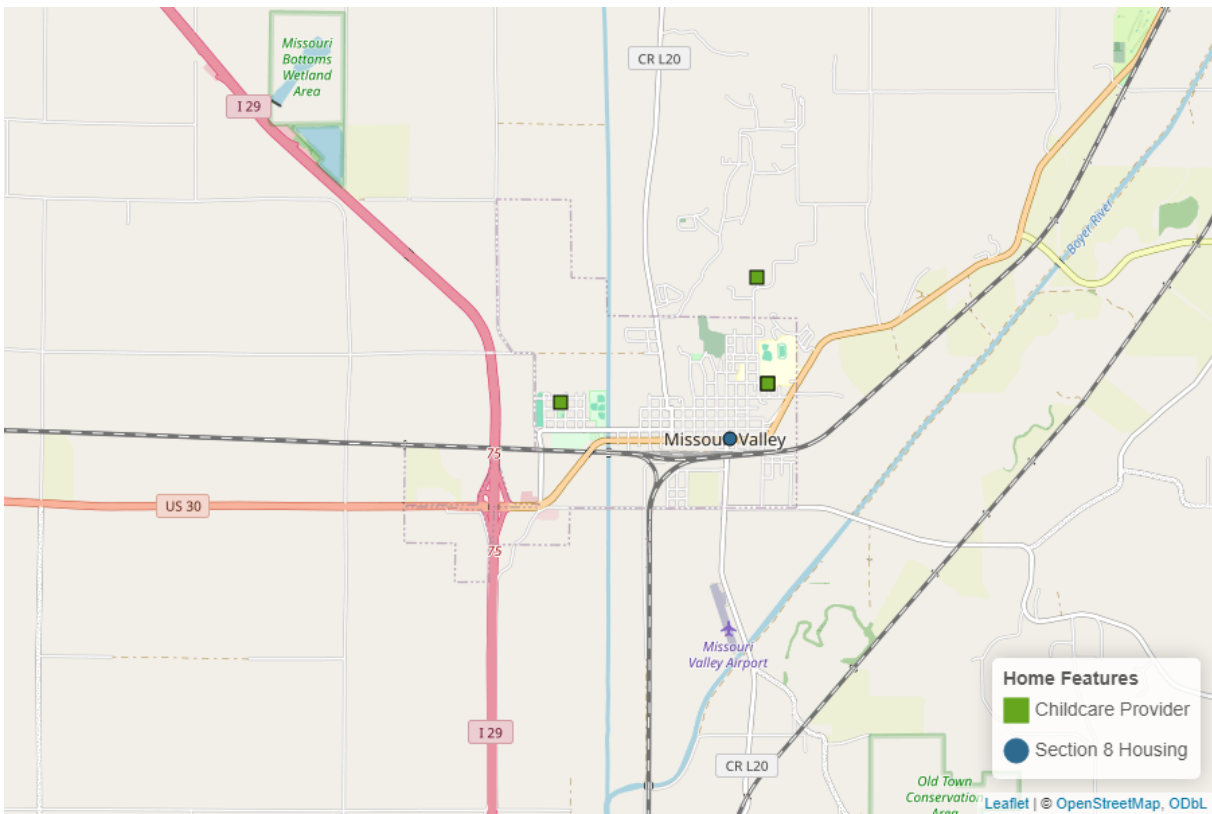 Missouri
Bottoms
Wetland
Area
CR L20
I 29
Boyer River
Missouri Valley
75
US 30
75
Missouri
Valley Airport
I 29
CR L20
Home Features
Childcare Provider
Section 8 Housing
Old Town
Conservation
Area
Leaflet | © OpenStreetMap, ODbL